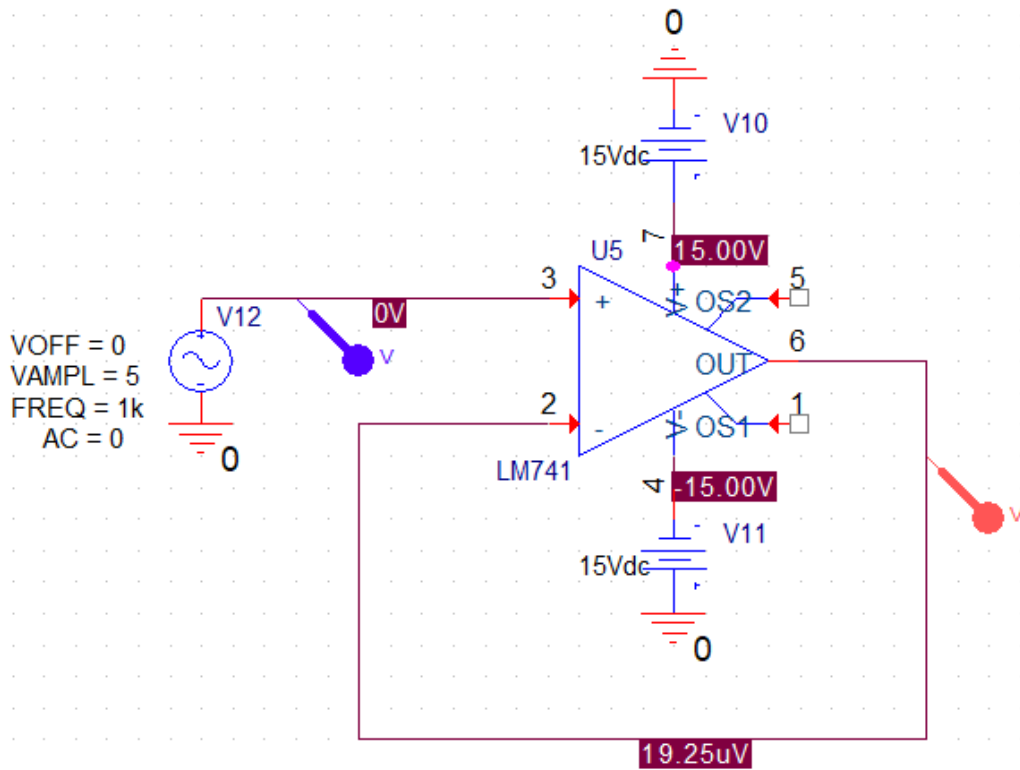 0
V10
15Vdc
7
15.00V
U5
3
+
V+
OS2
5
V12
0V
V
VOFF = 0
VAMPL = 5
FREQ = 1k
AC = 0
0
OUT
6
2
-
V-
OS1
1
LM741
4
-15.00V
V11
15Vdc
0
V
19.25uV